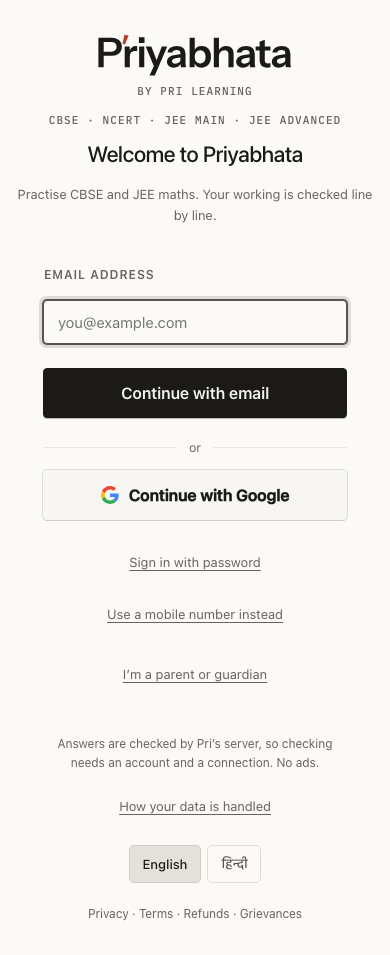 Priyabhata
BY PRI LEARNING
CBSE · NCERT · JEE MAIN · JEE ADVANCED
Welcome to Priyabhata
Practise CBSE and JEE maths. Your working is checked line
by line.
EMAIL ADDRESS
you@example.com
Continue with email
or
Continue with Google
Sign in with password
Use a mobile number instead
I’m a parent or guardian
Answers are checked by Pri’s server, so checking
needs an account and a connection. No ads.
How your data is handled
English हिन्दी
Privacy · Terms · Refunds · Grievances